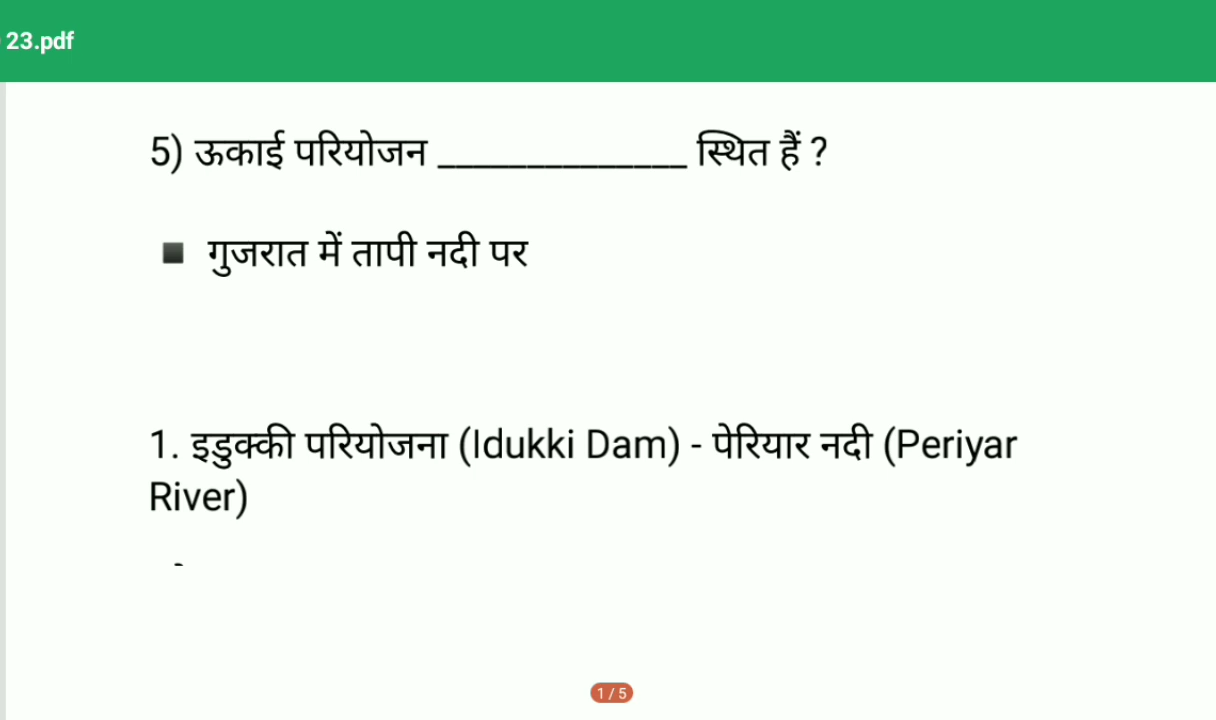 23.pdf
5) ऊकाई परियोजन ______________ स्थित हैं ?
▪ गुजरात में तापी नदी पर
1. इडुक्की परियोजना (Idukki Dam) - पेरियार नदी (Periyar
River)
1 / 5